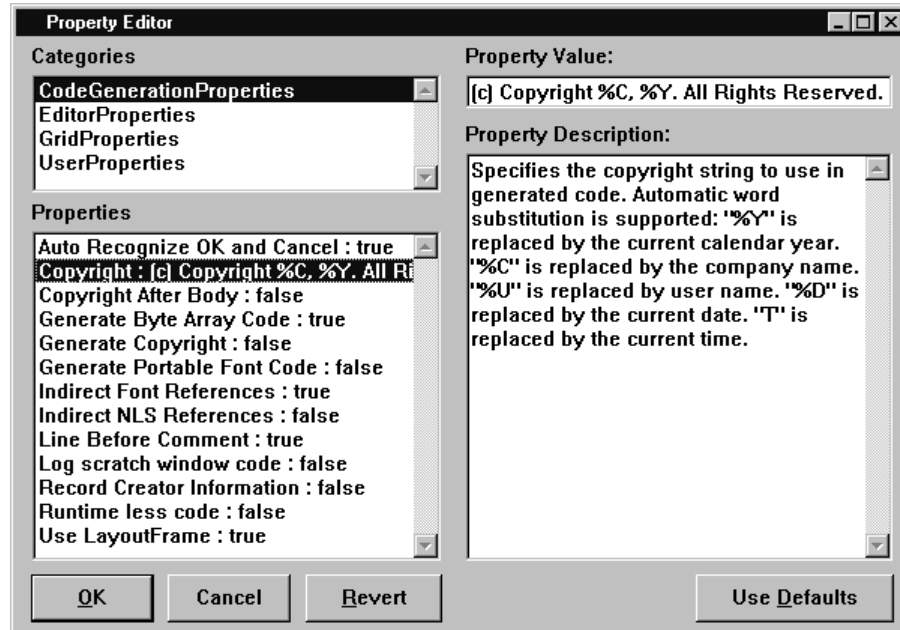 Property Editor
Categories
CodeGenerationProperties
EditorProperties
GridProperties
UserProperties
Properties
Auto Recognize OK and Cancel : true
Copyright : (c) Copyright %C, %Y. All Ri
Copyright After Body : false
Generate Byte Array Code : true
Generate Copyright : false
Generate Portable Font Code : false
Indirect Font References : true
Indirect NLS References : false
Line Before Comment : true
Log scratch window code : false
Record Creator Information : false
Runtime less code : false
Use LayoutFrame : true
Property Value:
(c) Copyright %C, %Y. All Rights Reserved.
Property Description:
Specifies the copyright string to use in
generated code. Automatic word
substitution is supported: "%Y" is
replaced by the current calendar year.
"%C" is replaced by the company name.
"%U" is replaced by user name. "%D" is
replaced by the current date. "T" is
replaced by the current time.
OK
Cancel
Revert
Use Defaults